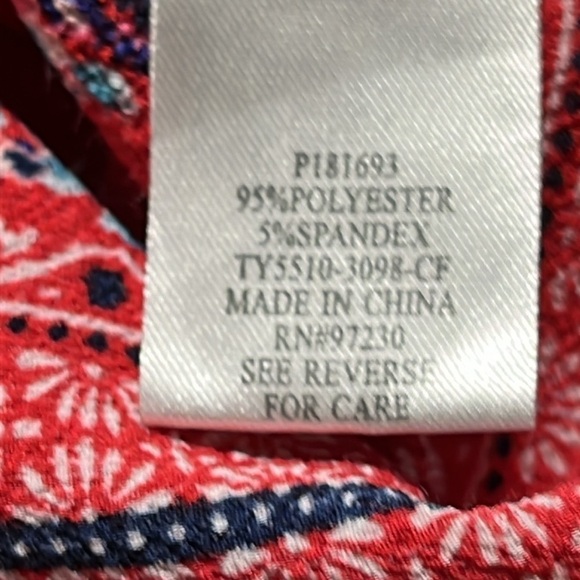 P181693
95%POLYESTER
5%SPANDEX
TY5510-3098-CF
MADE IN CHINA
RN#97230
SEE REVERSE
FOR CARE